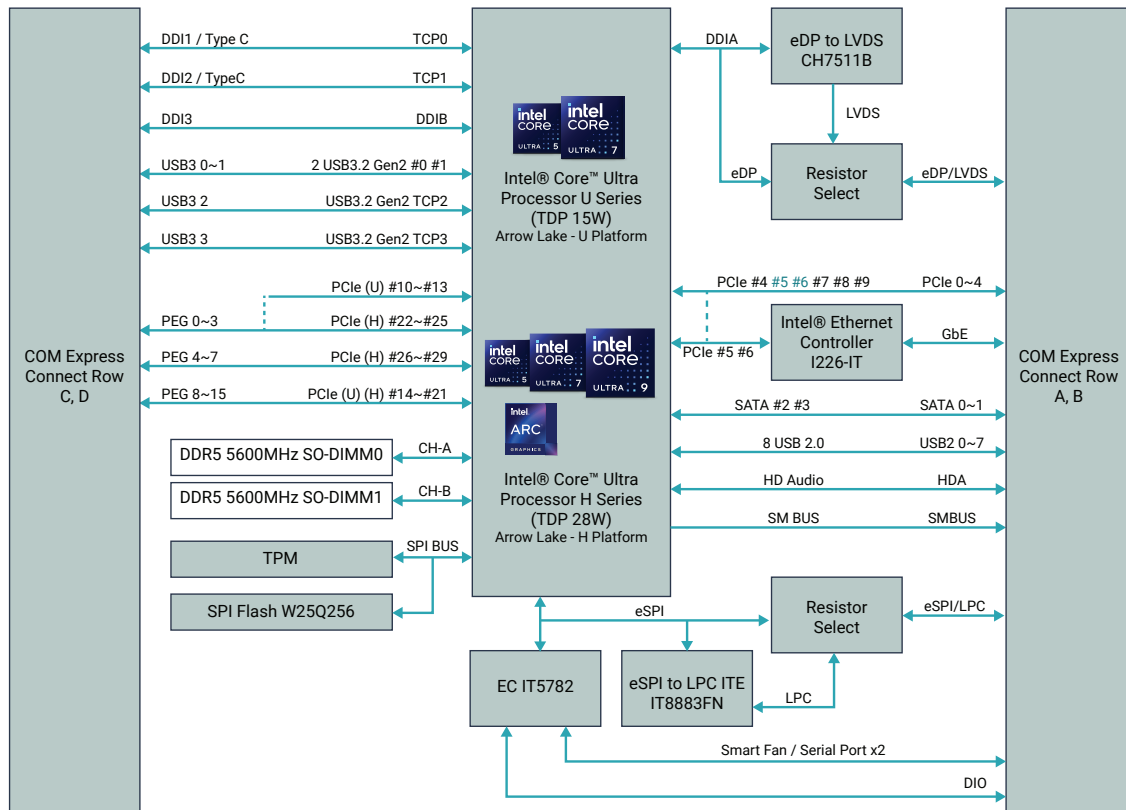 COM Express
Connect Row
C, D
DDI1 / Type C
TCP0
DDI2 / TypeC
TCP1
DDI3
DDIB
USB3 0~1
2 USB3.2 Gen2 #0 #1
USB3 2
USB3.2 Gen2 TCP2
USB3 3
USB3.2 Gen2 TCP3
PCIe (U) #10~#13
PEG 0~3
PCIe (H) #22~#25
PEG 4~7
PCIe (H) #26~#29
PEG 8~15
PCIe (U) (H) #14~#21
DDR5 5600MHz SO-DIMM0
CH-A
DDR5 5600MHz SO-DIMM1
CH-B
TPM
SPI BUS
SPI Flash W25Q256
intel
CORE
ULTRA 5
intel
CORE
ULTRA 7
Intel® Core™ Ultra
Processor U Series
(TDP 15W)
Arrow Lake - U Platform
intel
CORE
ULTRA 5
intel
CORE
ULTRA 7
intel
CORE
ULTRA 9
intel
ARC
GRAPHICS
Intel® Core™ Ultra
Processor H Series
(TDP 28W)
Arrow Lake - H Platform
DDIA
eDP to LVDS
CH7511B
LVDS
eDP
Resistor
Select
eDP/LVDS
PCIe #4 #5 #6 #7 #8 #9
PCIe 0~4
PCIe #5 #6
Intel® Ethernet
Controller
I226-IT
GbE
SATA #2 #3
SATA 0~1
8 USB 2.0
USB2 0~7
HD Audio
HDA
SM BUS
SMBUS
eSPI
Resistor
Select
eSPI/LPC
EC IT5782
eSPI to LPC ITE
IT8883FN
LPC
Smart Fan / Serial Port x2
DIO
COM Express
Connect Row
A, B